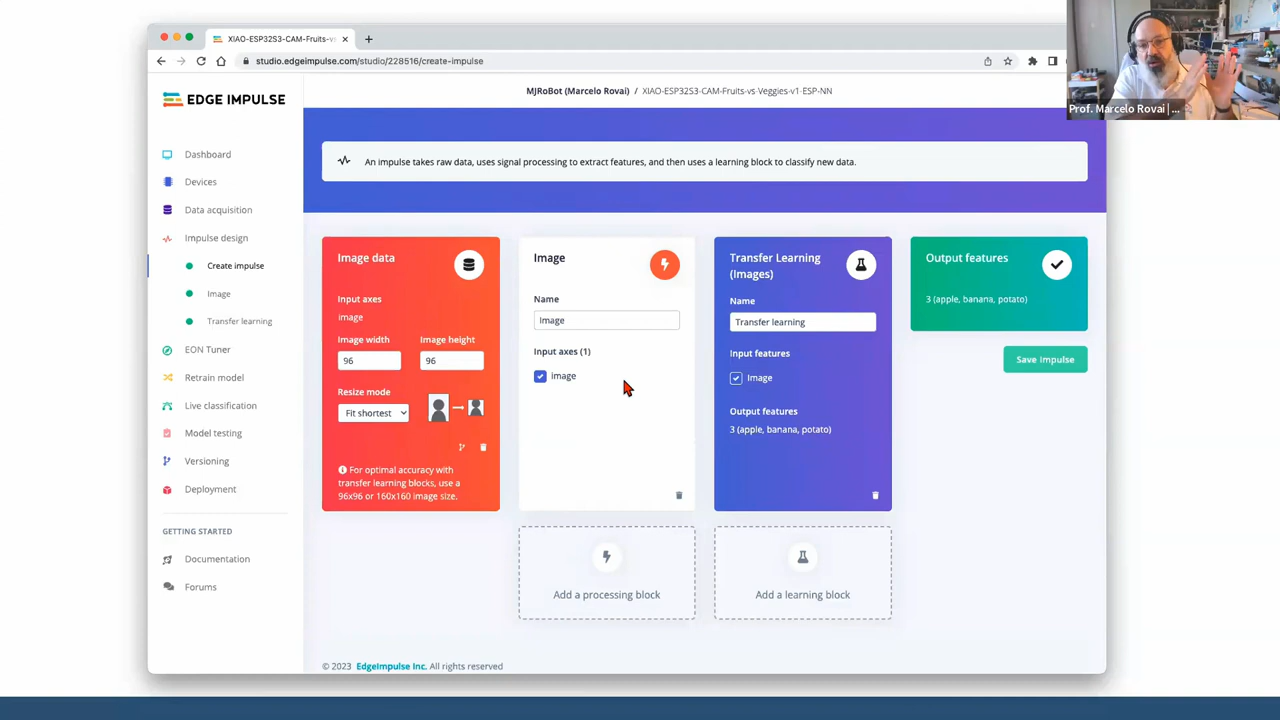 XIAO-ESP32S3-CAM-Fruits-vs
studio.edgeimpulse.com/studio/228516/create-impulse
Prof. Marcelo Rovai | ...
EDGE IMPULSE
MJRoBot (Marcelo Rovai) / XIAO-ESP32S3-CAM-Fruits-vs-Veggies-v1-ESP-NN
An impulse takes raw data, uses signal processing to extract features, and then uses a learning block to classify new data.
Dashboard
Devices
Data acquisition
Impulse design
Create impulse
Image
Transfer learning
EON Tuner
Retrain model
Live classification
Model testing
Versioning
Deployment
GETTING STARTED
Documentation
Forums
Image data
Input axes
image
Image width
Image height
96
96
Resize mode
Fit shortest
For optimal accuracy with
transfer learning blocks, use a
96x96 or 160x160 image size.
Image
Name
Image
Input axes (1)
image
Add a processing block
Transfer Learning
(Images)
Name
Transfer learning
Input features
Image
Output features
3 (apple, banana, potato)
Add a learning block
Output features
3 (apple, banana, potato)
Save Impulse
© 2023 EdgeImpulse Inc. All rights reserved